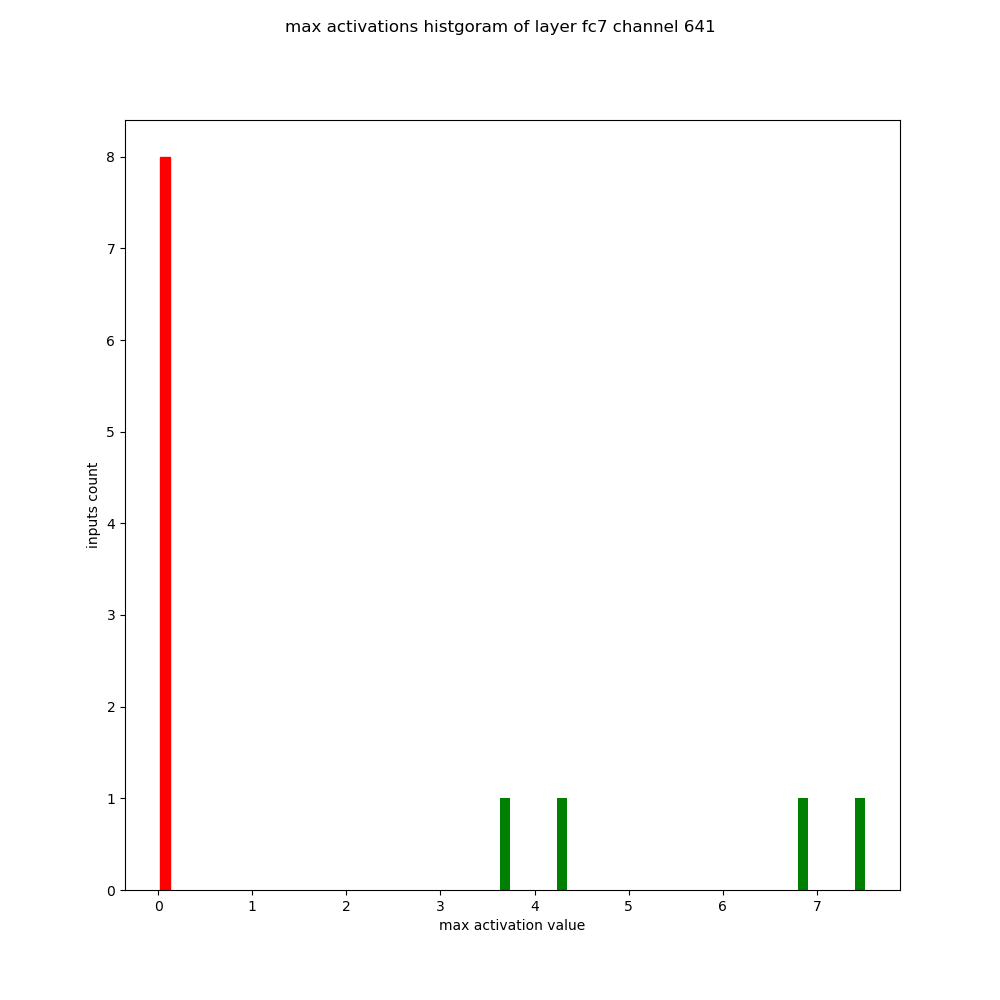 max activations histgoram of layer fc7 channel 641
8
7
6
5
4
3
2
1
0
inputs count
0 1 2 3 4 5 6 7
max activation value